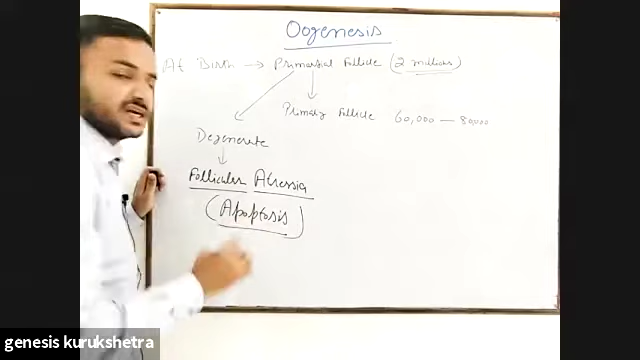 Oogenesis
At Birth → Primordial Follicle (2 millions)
Primary Follicle 60,000 — 80,000
Degenerate
Follicular Atresia
(Apoptosis)
genesis kurukshetra